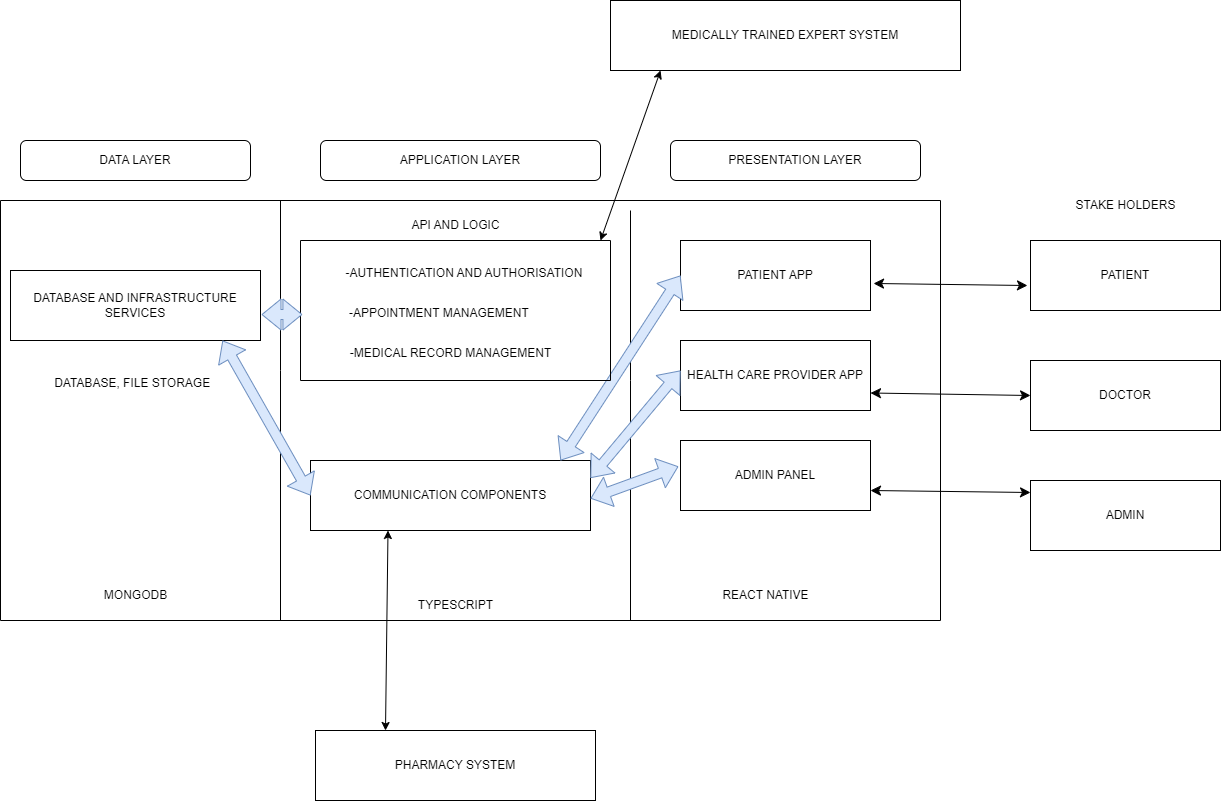 MEDICALLY TRAINED EXPERT SYSTEM
DATA LAYER
APPLICATION LAYER
PRESENTATION LAYER
STAKE HOLDERS
API AND LOGIC
DATABASE AND INFRASTRUCTURE
SERVICES
DATABASE, FILE STORAGE
-AUTHENTICATION AND AUTHORISATION
-APPOINTMENT MANAGEMENT
-MEDICAL RECORD MANAGEMENT
PATIENT APP
PATIENT
HEALTH CARE PROVIDER APP
DOCTOR
ADMIN PANEL
ADMIN
COMMUNICATION COMPONENTS
MONGODB
TYPESCRIPT
REACT NATIVE
PHARMACY SYSTEM